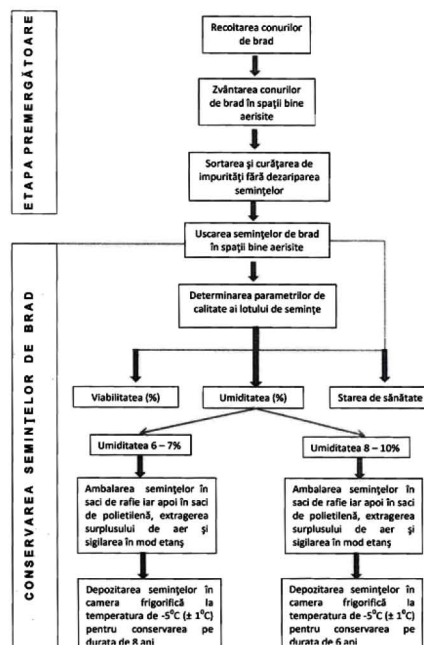 ETAPA PREMERGĂTOARE
Recoltarea conurilor
de brad
Zvântarea conurilor
de brad în spații bine
aerisite
Sortarea și curățarea de
impurități fără dezariparea
semințelor
Uscarea semințelor de brad
în spații bine aerisite
CONSERVAREA SEMINȚELOR DE BRAD
Determinarea parametrilor de
calitate ai lotului de semințe
Viabilitatea (%)
Umiditatea (%)
Starea de sănătate
Umiditatea 6 – 7%
Umiditatea 8 – 10%
Ambalarea semințelor în
saci de rafie iar apoi în saci
de polietilenă, extragerea
surplusului de aer și
sigilarea în mod etanș
Ambalarea semințelor în
saci de rafie iar apoi în saci
de polietilenă, extragerea
surplusului de aer și
sigilarea în mod etanș
Depozitarea semințelor în
camera frigorifică la
temperatura de -5⁰C (± 1⁰C)
pentru conservarea pe
durata de 8 ani
Depozitarea semințelor în
camera frigorifică la
temperatura de -5⁰C (± 1⁰C)
pentru conservarea pe
durata de 6 ani